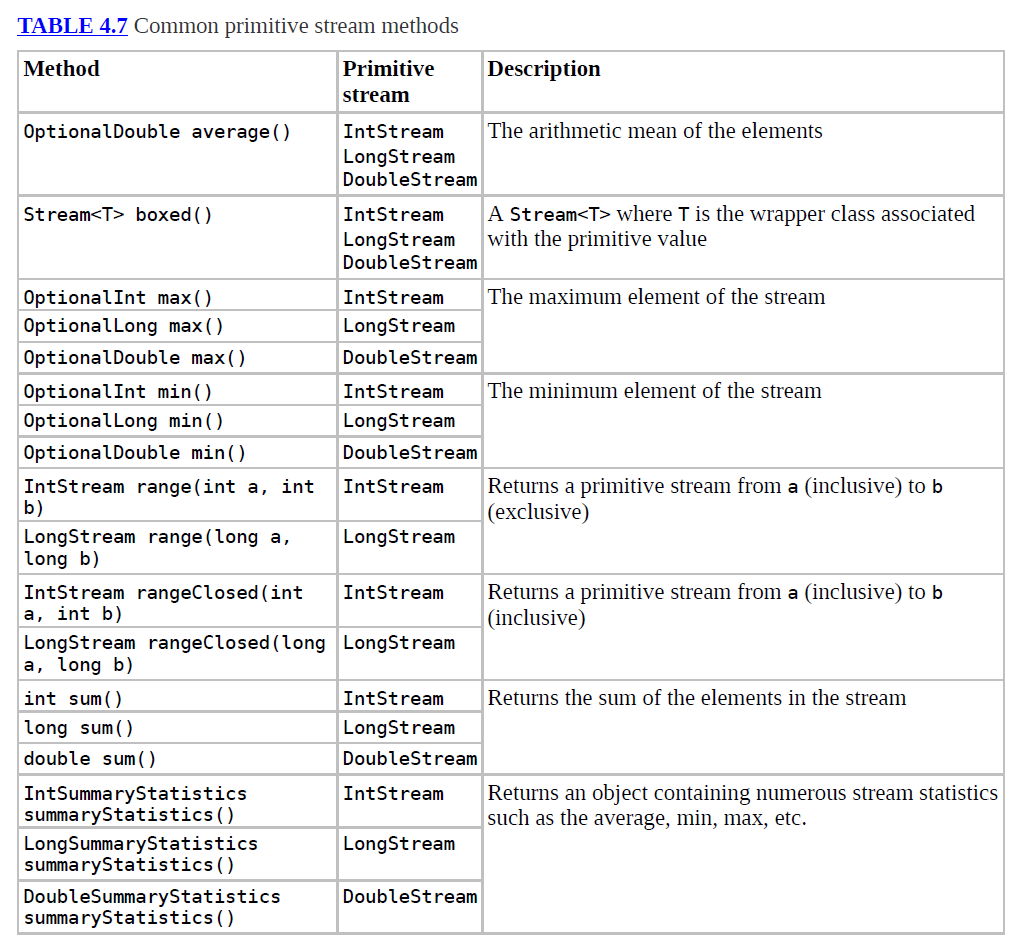 TABLE 4.7 Common primitive stream methods
Method
Primitive
stream
Description
OptionalDouble average()
IntStream
LongStream
DoubleStream
The arithmetic mean of the elements
Stream<T> boxed()
IntStream
LongStream
DoubleStream
A Stream<T> where T is the wrapper class associated
with the primitive value
OptionalInt max()
IntStream
The maximum element of the stream
OptionalLong max()
LongStream
OptionalDouble max()
DoubleStream
OptionalInt min()
IntStream
The minimum element of the stream
OptionalLong min()
LongStream
OptionalDouble min()
DoubleStream
IntStream range(int a, int
b)
IntStream
Returns a primitive stream from a (inclusive) to b
(exclusive)
LongStream range(long a,
long b)
LongStream
IntStream rangeClosed(int
a, int b)
IntStream
Returns a primitive stream from a (inclusive) to b
(inclusive)
LongStream rangeClosed(long
a, long b)
LongStream
int sum()
IntStream
Returns the sum of the elements in the stream
long sum()
LongStream
double sum()
DoubleStream
IntSummaryStatistics
summaryStatistics()
IntStream
Returns an object containing numerous stream statistics
such as the average, min, max, etc.
LongSummaryStatistics
summaryStatistics()
LongStream
DoubleSummaryStatistics
summaryStatistics()
DoubleStream